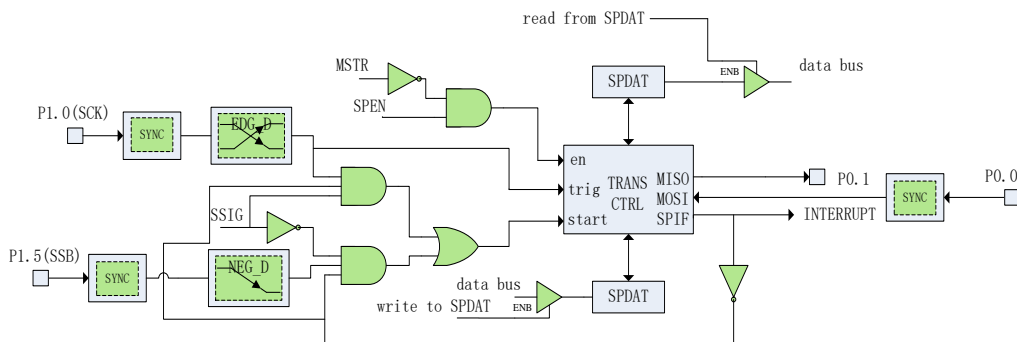 read from SPDAT
MSTR
ENB
data bus
SPDAT
SPEN
P1.0(SCK)
SYNC
EDG_D
en
trig
start
TRANS
CTRL
MISO
MOSI
SPIF
P0.1
P0.0
SYNC
INTERRUPT
SSIG
P1.5(SSB)
SYNC
NEG_D
data bus
write to SPDAT
ENB
SPDAT